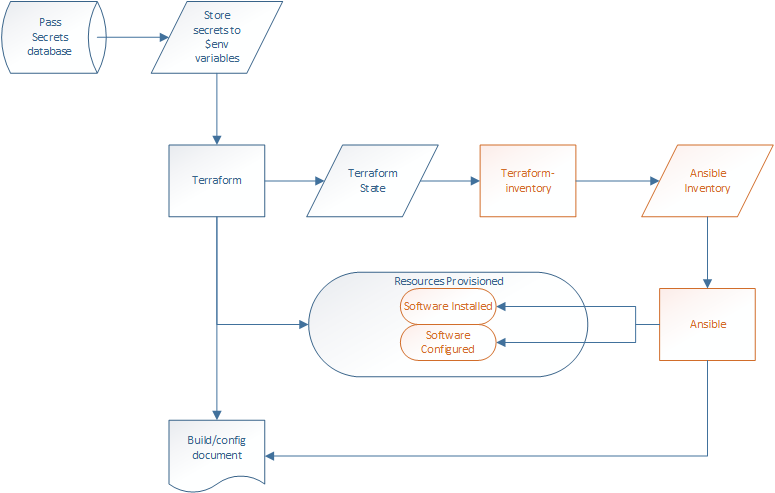 Pass
Secrets
database
Store
secrets to
$env
variables
Terraform
Terraform
State
Terraform-
inventory
Ansible
Inventory
Resources Provisioned
Software Installed
Software
Configured
Ansible
Build/config
document